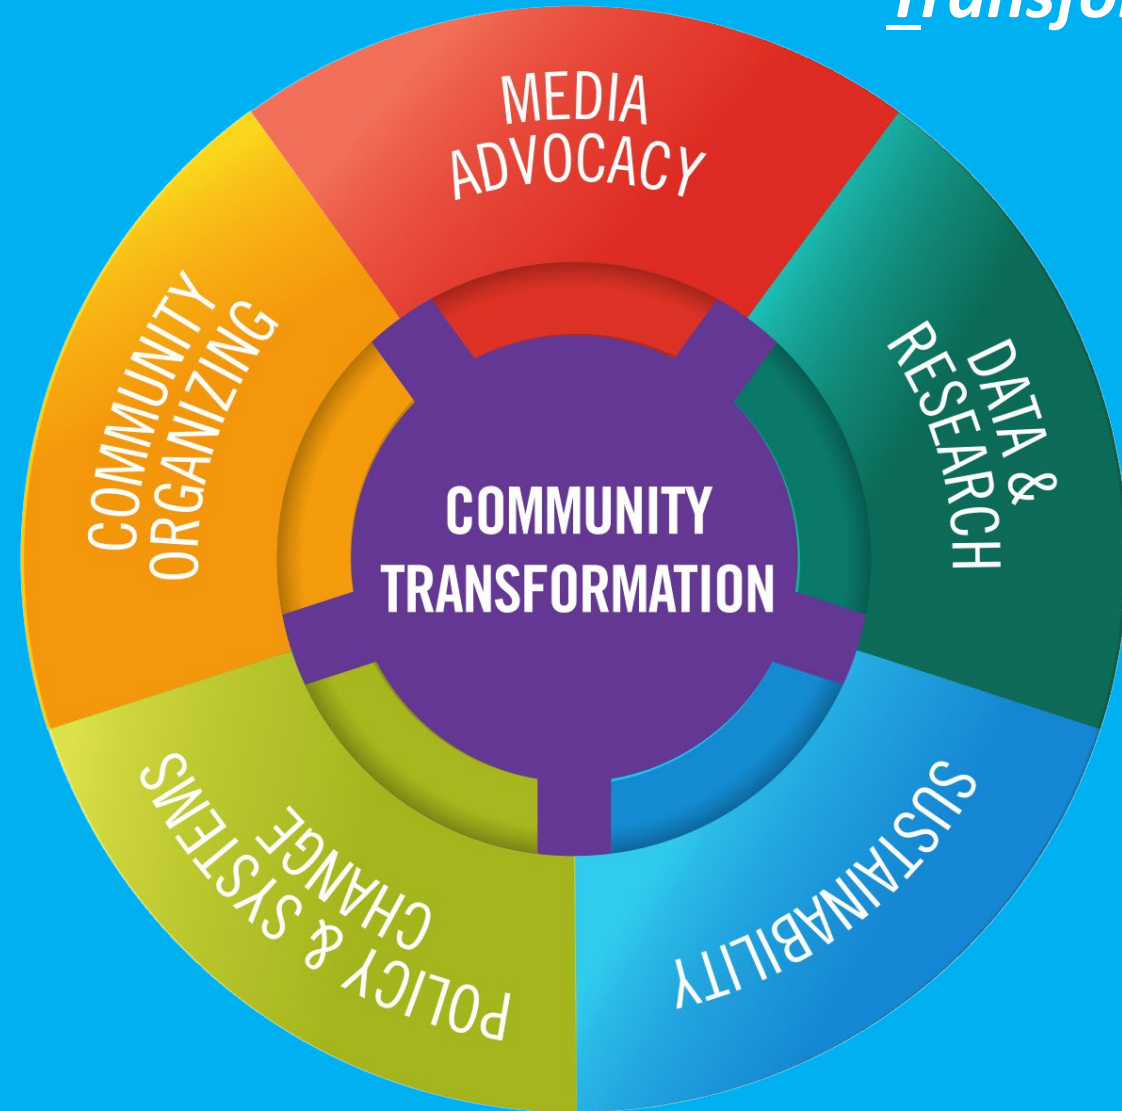 MEDIA
ADVOCACY
DATA &
RESEARCH
SUSTAINABILITY
POLICY & SYSTEMS
CHANGE
COMMUNITY
ORGANIZING
COMMUNITY
TRANSFORMATION